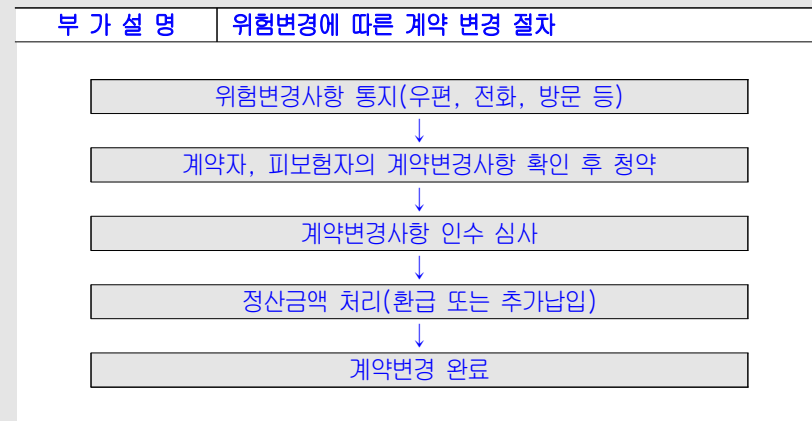 부 가 설 명 위험변경에 따른 계약 변경 절차
위험변경사항 통지(우편, 전화, 방문 등)
↓
계약자, 피보험자의 계약변경사항 확인 후 청약
↓
계약변경사항 인수 심사
↓
정산금액 처리(환급 또는 추가납입)
↓
계약변경 완료